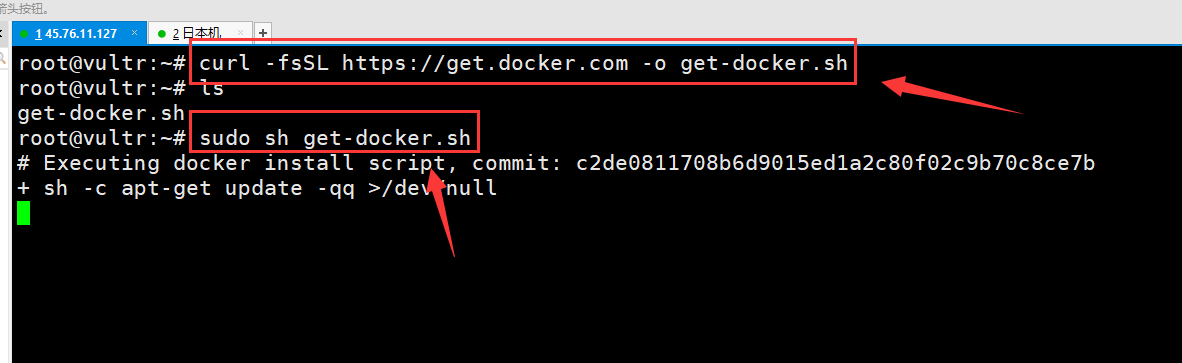 箭头按钮。
1 45.76.11.127 × 2 日本机 × +
root@vultr:~# curl -fsSL https://get.docker.com -o get-docker.sh
root@vultr:~# ls
get-docker.sh
root@vultr:~# sudo sh get-docker.sh
# Executing docker install script, commit: c2de0811708b6d9015ed1a2c80f02c9b70c8ce7b
+ sh -c apt-get update -qq >/dev/null